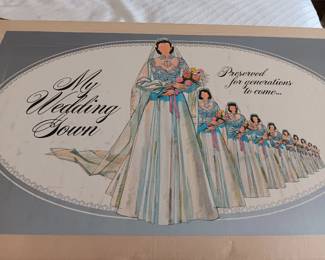 My
Wedding
Gown
Preserved
for generations
to come...